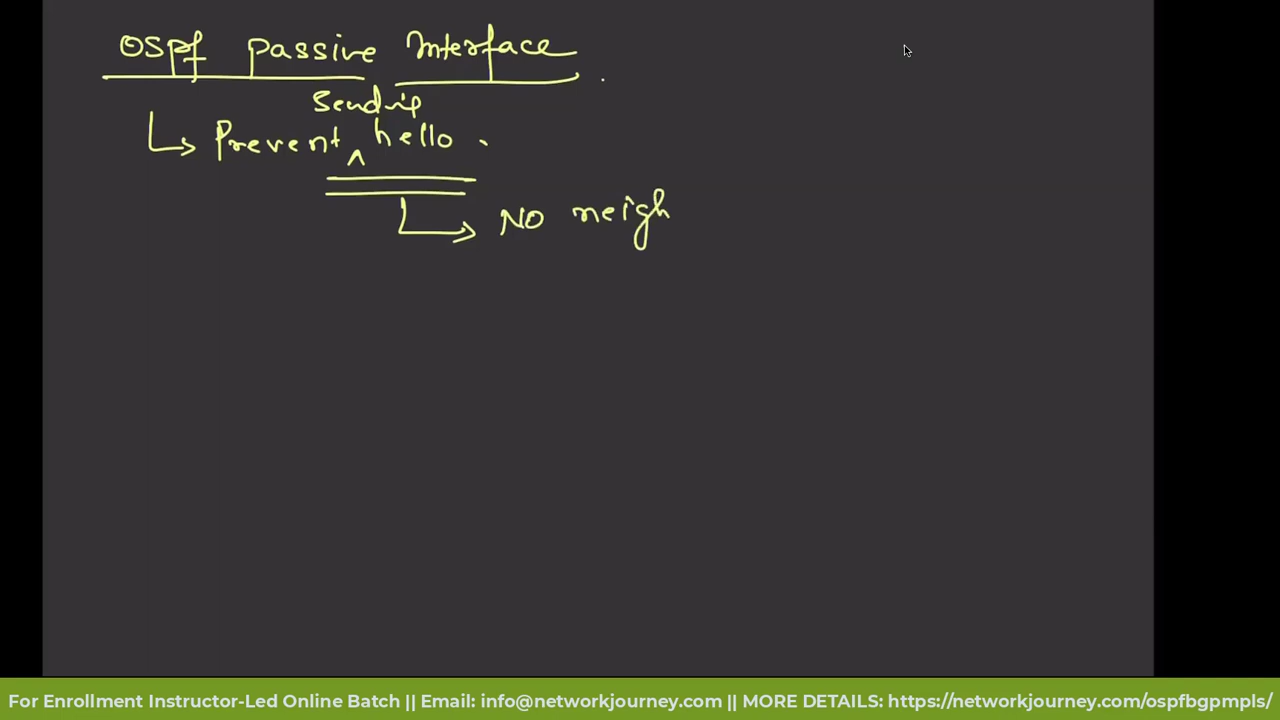 OSpf passive Interface
Sending
Prevent ^ hello .
No neigh
For Enrollment Instructor-Led Online Batch || Email: info@networkjourney.com || MORE DETAILS: https://networkjourney.com/ospfbgpmpls/